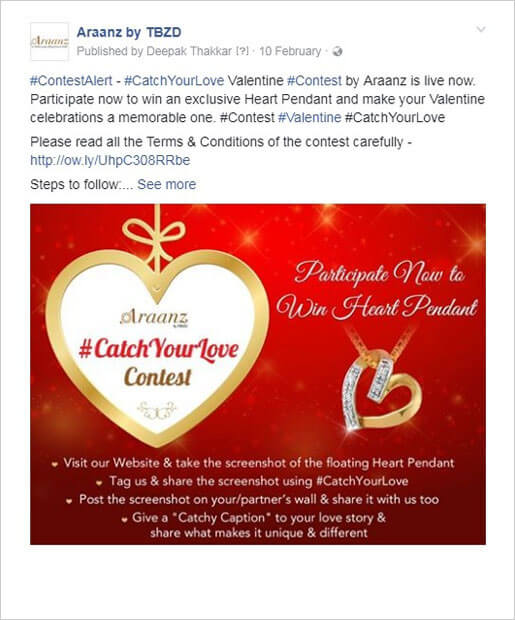 Araanz
Araanz by TBZD
Published by Deepak Thakkar [?] · 10 February ·
#ContestAlert - #CatchYourLove Valentine #Contest by Araanz is live now.
Participate now to win an exclusive Heart Pendant and make your Valentine
celebrations a memorable one. #Contest #Valentine #CatchYourLove
Please read all the Terms & Conditions of the contest carefully -
http://ow.ly/UhpC308RRbe
Steps to follow:... See more
Araanz
#CatchYourLove
Contest
Participate Now to
Win Heart Pendant
Visit our Website & take the screenshot of the floating Heart Pendant
Tag us & share the screenshot using #CatchYourLove
Post the screenshot on your/partner's wall & share it with us too
Give a "Catchy Caption" to your love story &
share what makes it unique & different